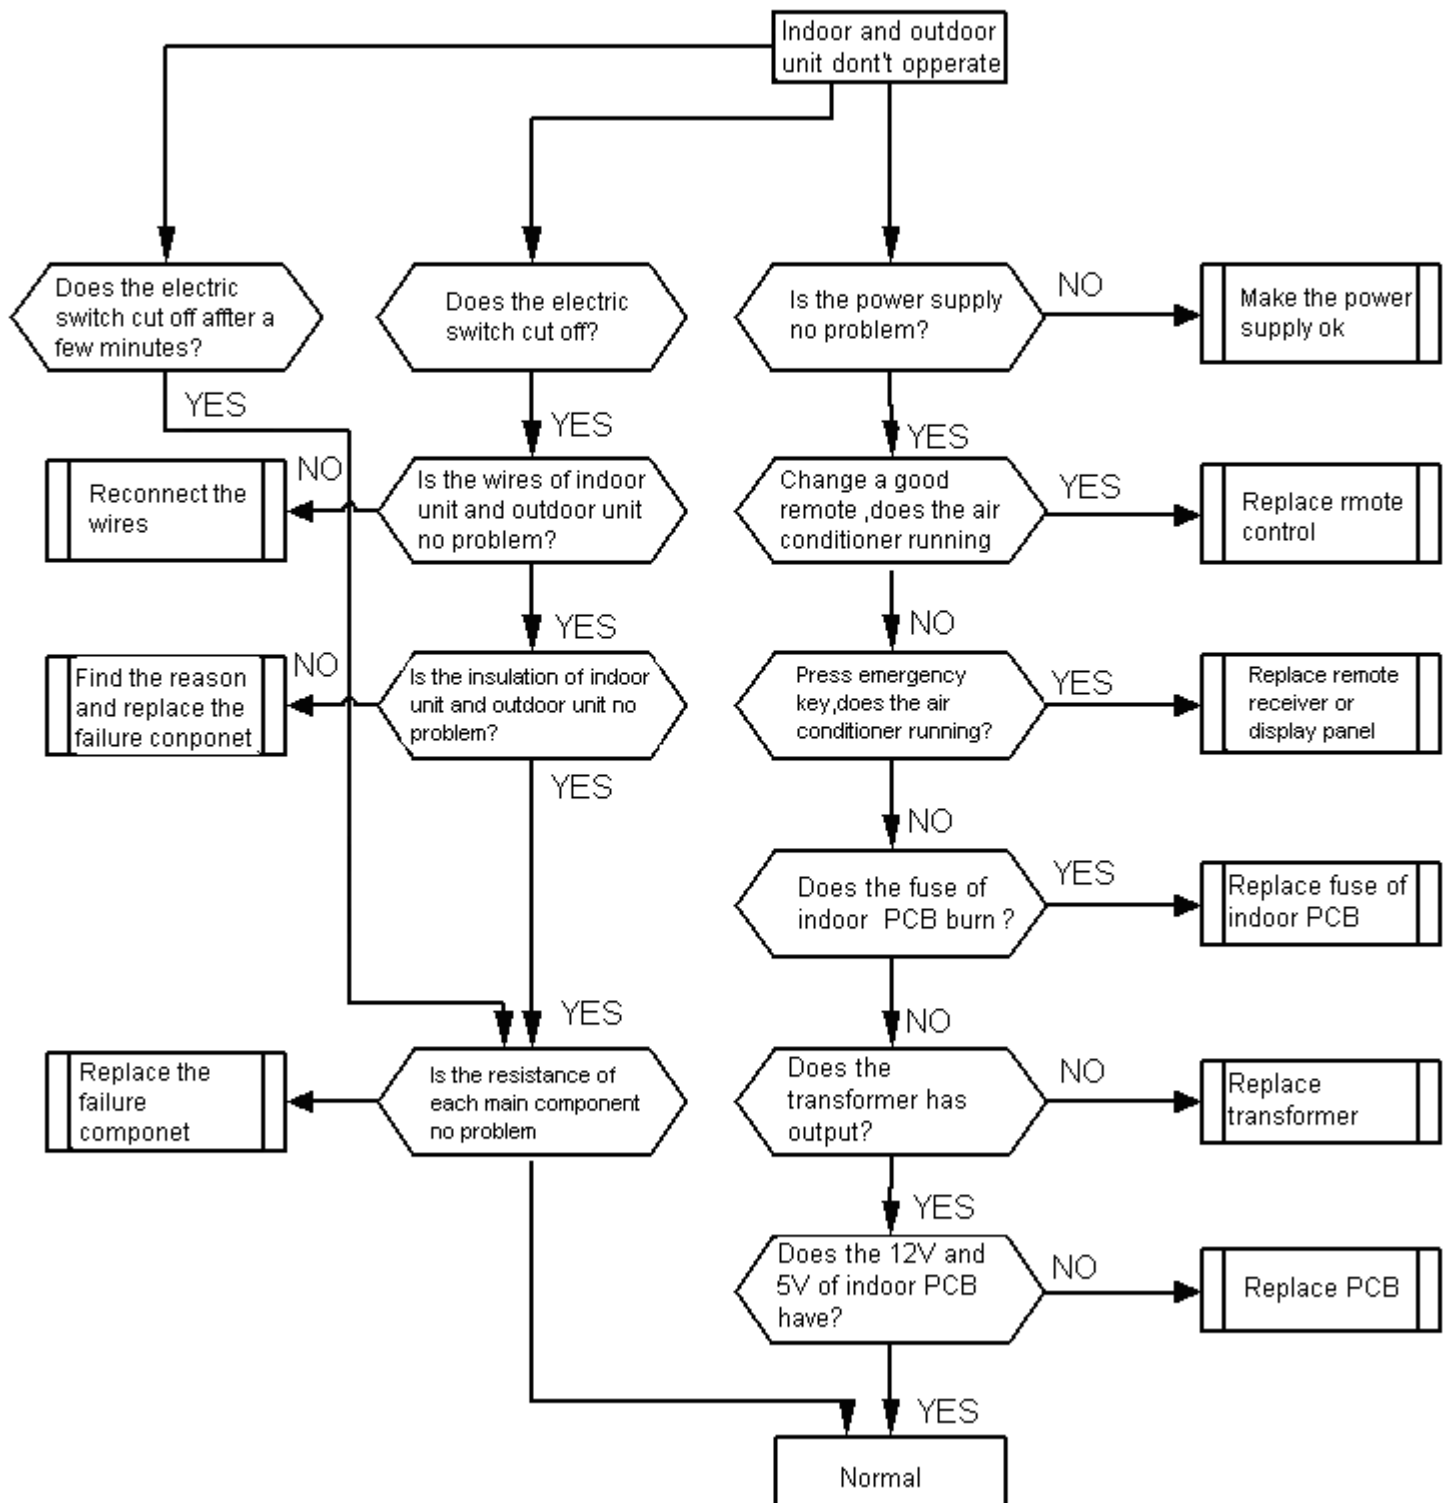 Indoor and outdoor
unit dont't opperate
Does the electric
switch cut off affter a
few minutes?
Does the electric
switch cut off?
Is the power supply
no problem?
NO
Make the power
supply ok
YES
YES
YES
NO
Reconnect the
wires
Is the wires of indoor
unit and outdoor unit
no problem?
Change a good
remote ,does the air
conditioner running
YES
Replace rmote
control
YES
NO
NO
Find the reason
and replace the
failure conponet
Is the insulation of indoor
unit and outdoor unit no
problem?
Press emergency
key,does the air
conditioner running?
YES
Replace remote
receiver or
display panel
YES
NO
Does the fuse of
indoor PCB burn ?
YES
Replace fuse of
indoor PCB
YES
NO
Replace the
failure
componet
Is the resistance of
each main component
no problem
Does the
transformer has
output?
NO
Replace
transformer
YES
Does the 12V and
5V of indoor PCB
have?
NO
Replace PCB
YES
Normal